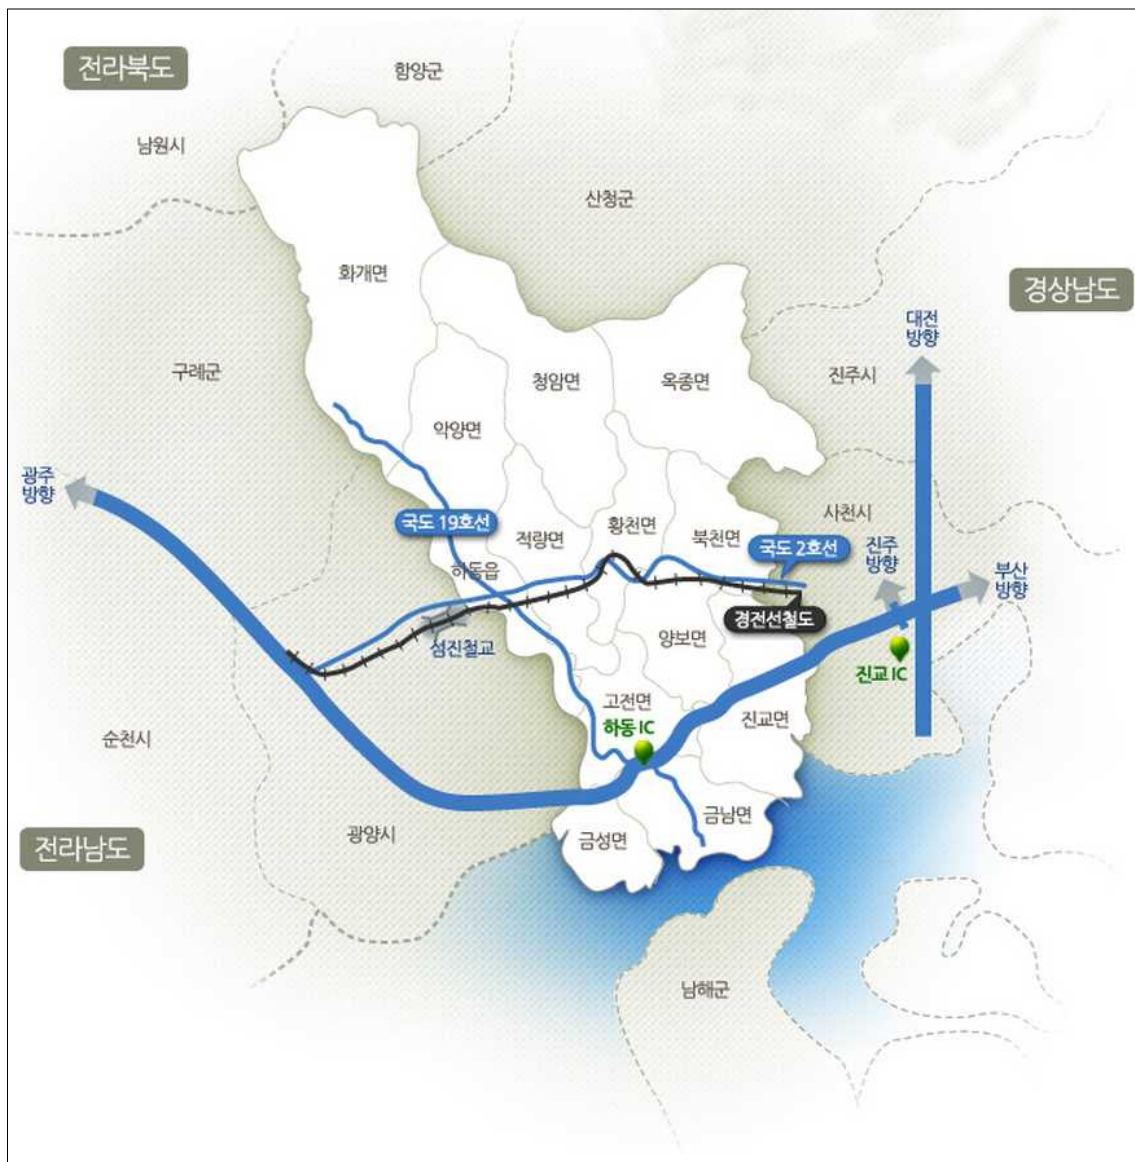 전라북도
함양군
남원시
산청군
화개면
경상남도
대전
방향
구례군
청암면
옥종면
진주시
악양면
광주
방향
국도 19호선
적량면
황천면
북천면
사천시
국도 2호선
진주
방향
부산
방향
하동읍
경전선철도
섬진철교
양보면
진교 IC
고전면
하동 IC
진교면
순천시
금남면
광양시
금성면
전라남도
남해군